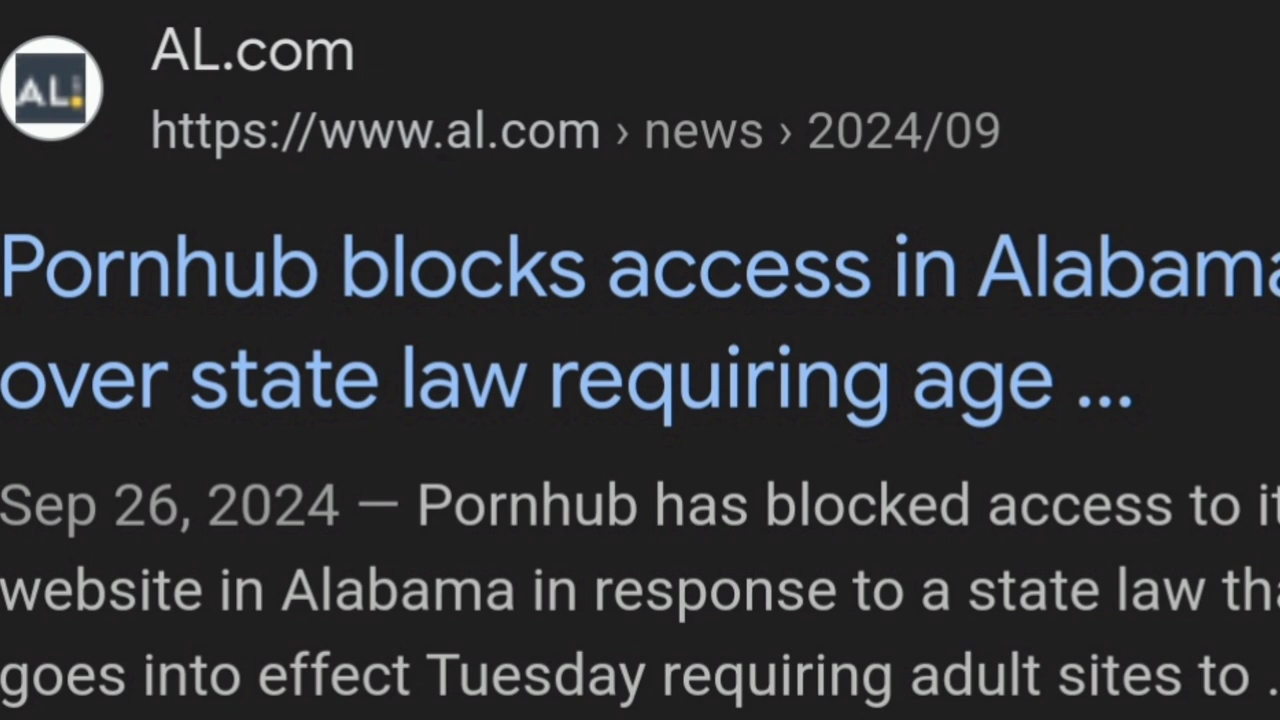 AL.
AL.com
https://www.al.com › news › 2024/09
Pornhub blocks access in Alabama
over state law requiring age ...
Sep 26, 2024 — Pornhub has blocked access to
website in Alabama in response to a state law
goes into effect Tuesday requiring adult sites to .